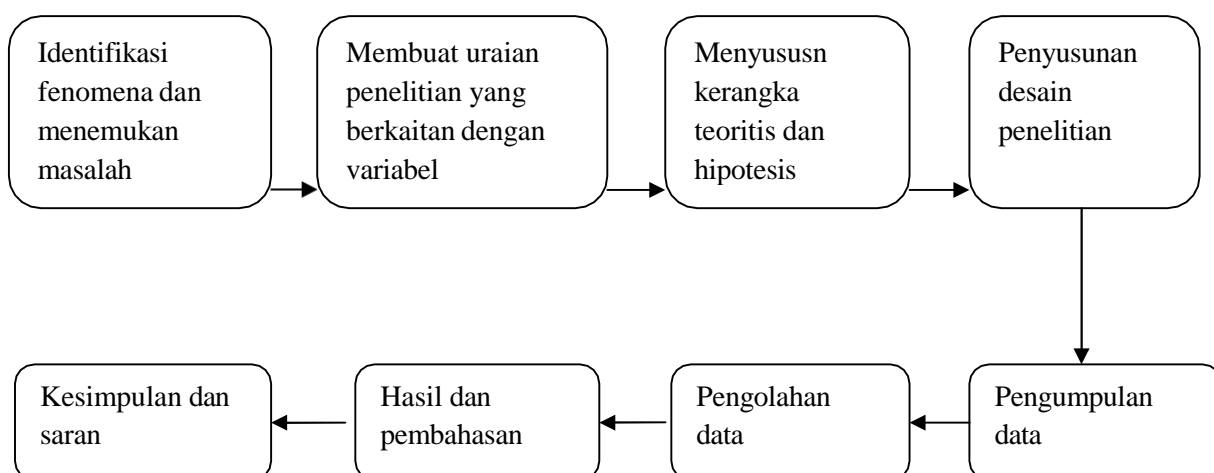 Identifikasi
fenomena dan
menemukan
masalah
Membuat uraian
penelitian yang
berkaitan dengan
variabel
Menyususn
kerangka
teoritis dan
hipotesis
Penyusunan
desain
penelitian
Pengumpulan
data
Pengolahan
data
Hasil dan
pembahasan
Kesimpulan dan
saran